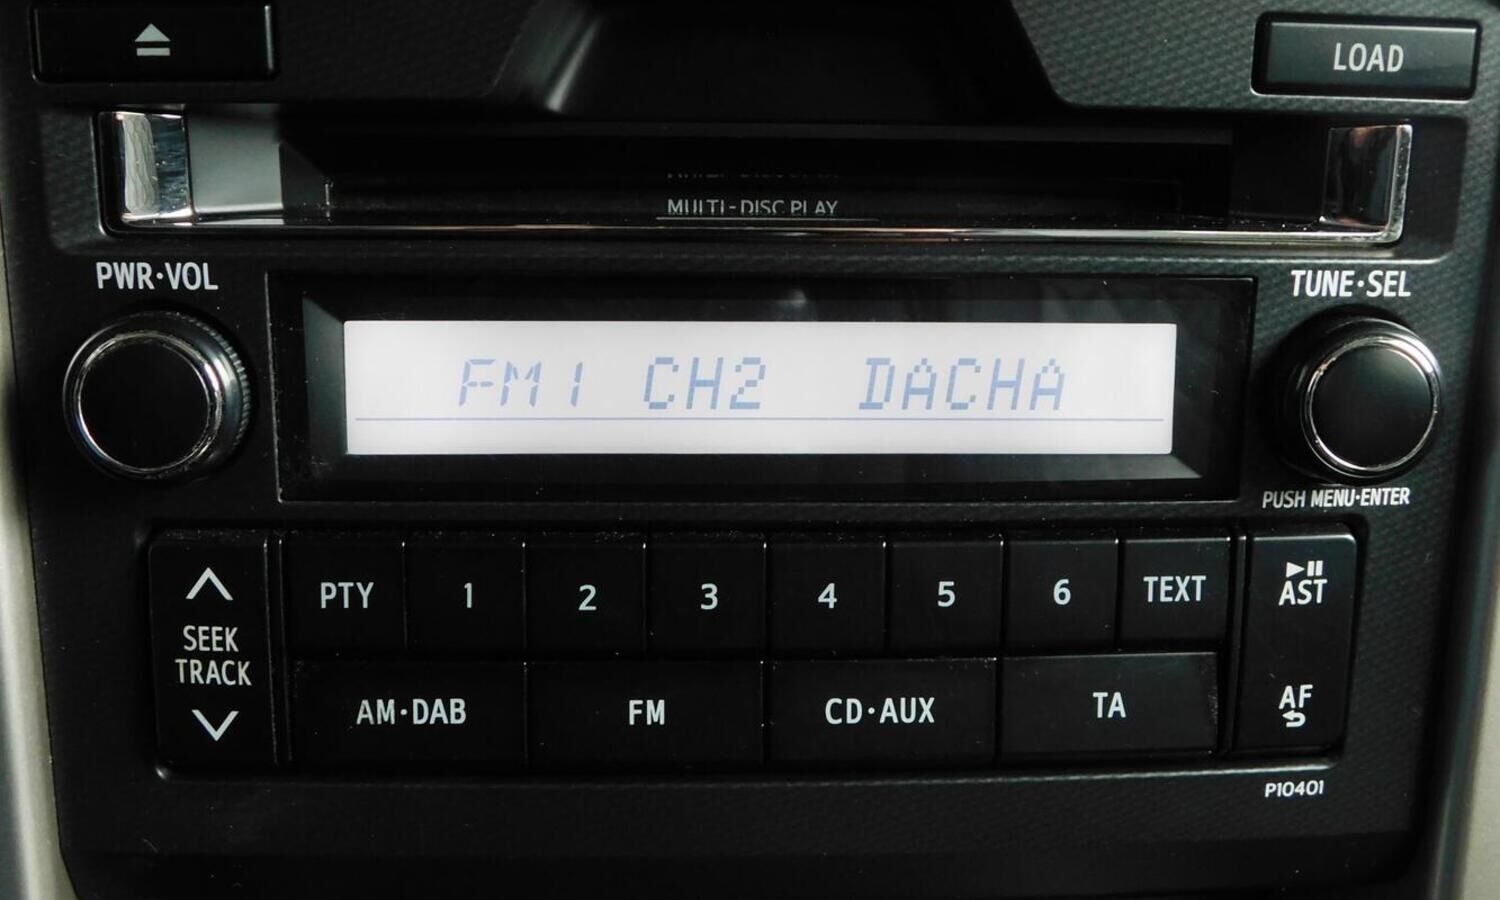 LOAD
MULTI-DISC PLAY
PWR·VOL
TUNE·SEL
FM1 CH2 DACHA
PUSH MENU·ENTER
SEEK
TRACK
PTY 1 2 3 4 5 6 TEXT
AST
AM·DAB FM CD·AUX TA
AF
P10401